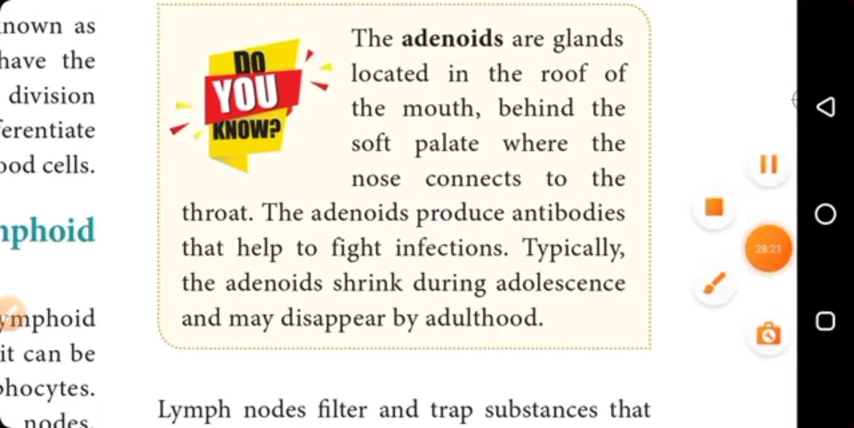 nown as
have the
division
ferentiate
ood cells.
mphoid
ymphoid
it can be
phocytes.
nodes.
DO
YOU
KNOW?
The adenoids are glands
located in the roof of
the mouth, behind the
soft palate where the
nose connects to the
throat. The adenoids produce antibodies
that help to fight infections. Typically,
the adenoids shrink during adolescence
and may disappear by adulthood.
Lymph nodes filter and trap substances that
28:21